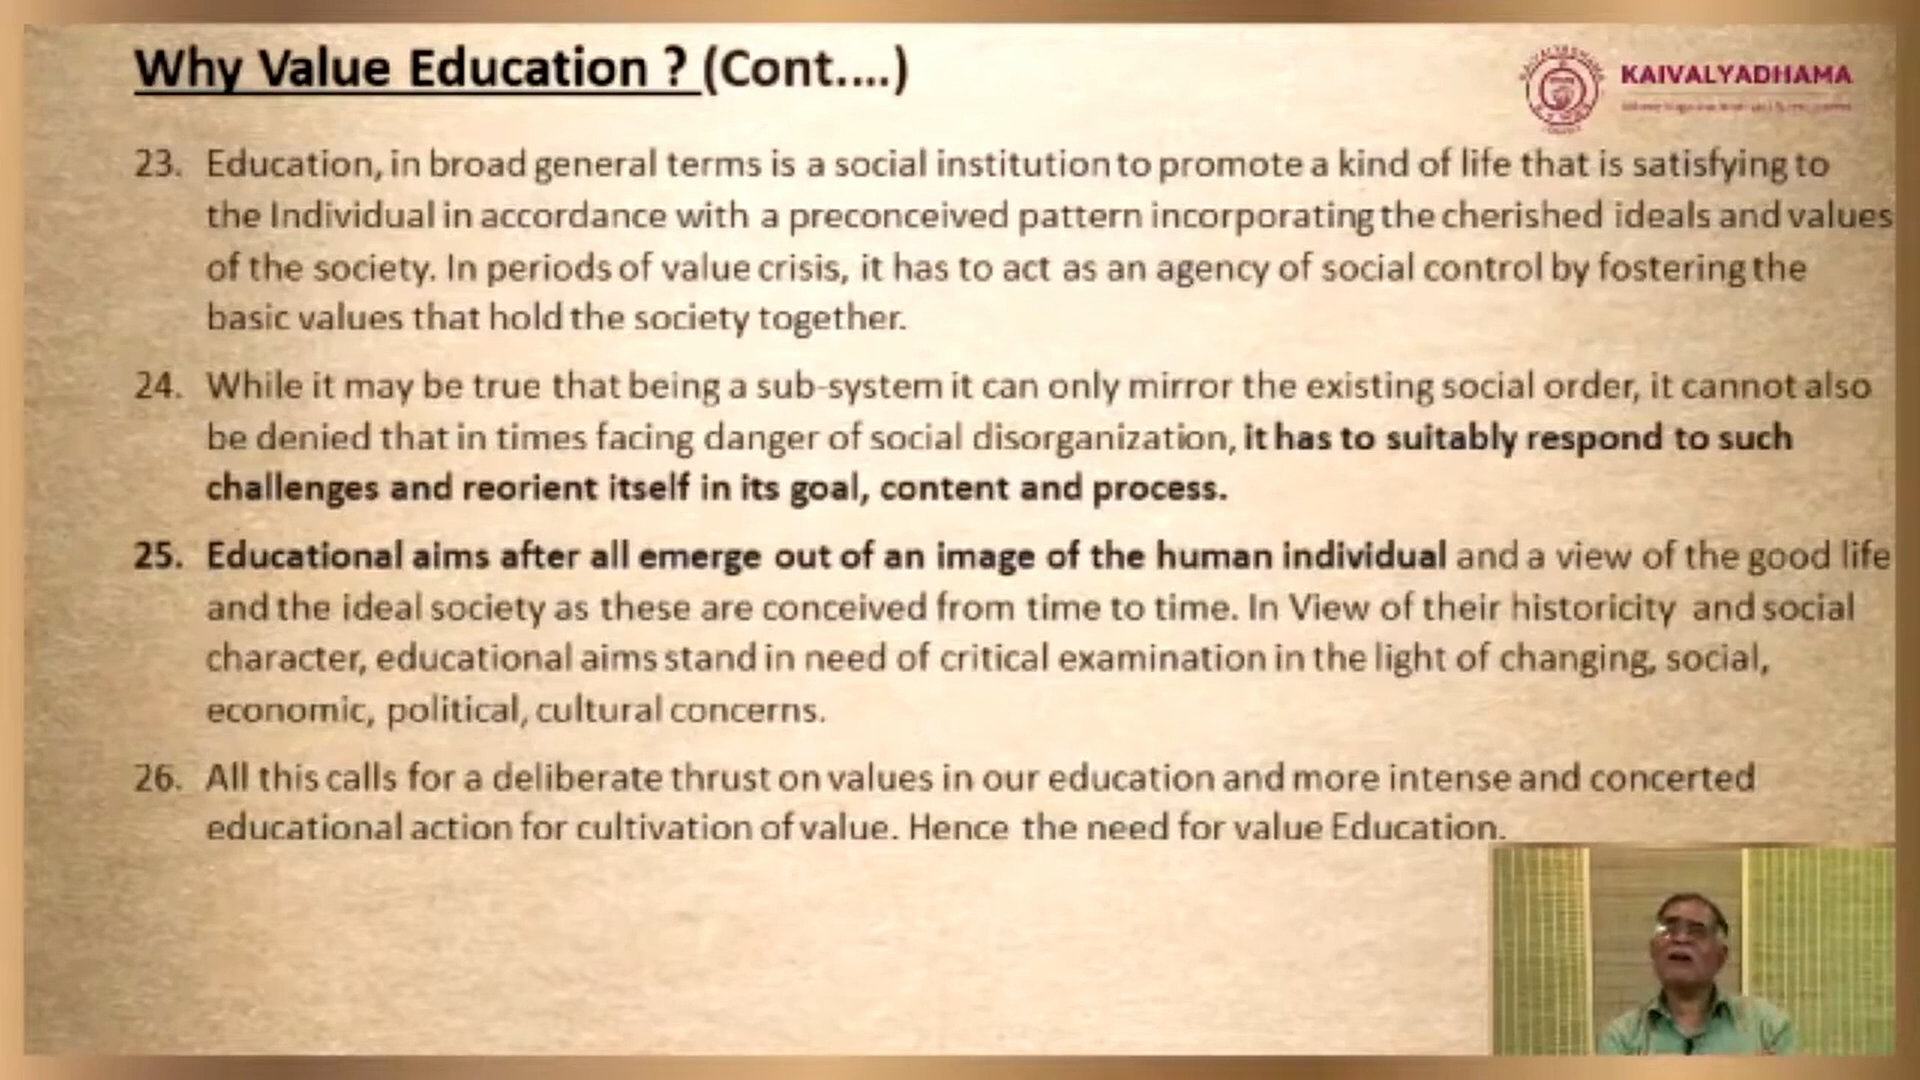 Why Value Education ? (Cont....)
KAIVALYADHAMA
23. Education, in broad general terms is a social institution to promote a kind of life that is satisfying to
the Individual in accordance with a preconceived pattern incorporating the cherished ideals and values
of the society. In periods of value crisis, it has to act as an agency of social control by fostering the
basic values that hold the society together.
24. While it may be true that being a sub-system it can only mirror the existing social order, it cannot also
be denied that in times facing danger of social disorganization, it has to suitably respond to such
challenges and reorient itself in its goal, content and process.
25. Educational aims after all emerge out of an image of the human individual and a view of the good life
and the ideal society as these are conceived from time to time. In View of their historicity and social
character, educational aims stand in need of critical examination in the light of changing, social,
economic, political, cultural concerns.
26. All this calls for a deliberate thrust on values in our education and more intense and concerted
educational action for cultivation of value. Hence the need for value Education.